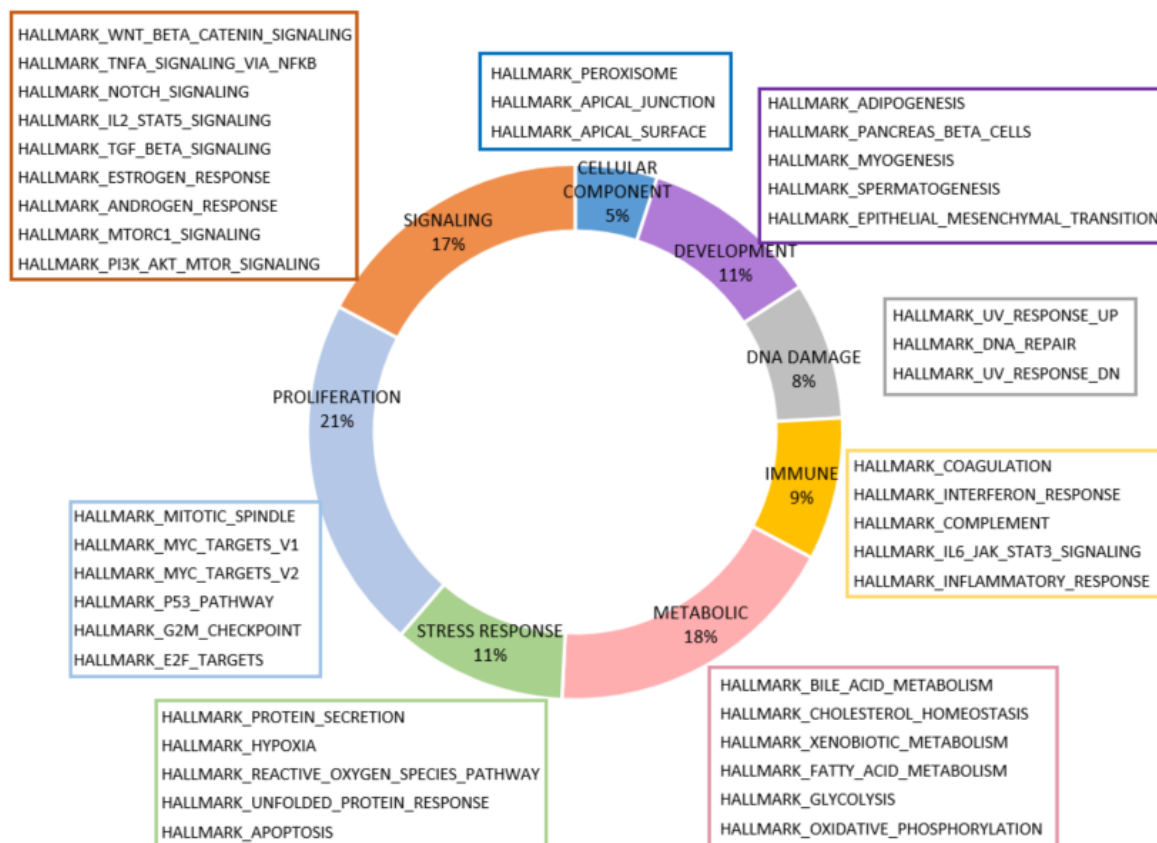 HALLMARK_WNT_BETA_CATENIN_SIGNALING
HALLMARK_TNFA_SIGNALING_VIA_NFKB
HALLMARK_NOTCH_SIGNALING
HALLMARK_IL2_STAT5_SIGNALING
HALLMARK_TGF_BETA_SIGNALING
HALLMARK_ESTROGEN_RESPONSE
HALLMARK_ANDROGEN_RESPONSE
HALLMARK_MTORC1_SIGNALING
HALLMARK_PI3K_AKT_MTOR_SIGNALING
HALLMARK_PEROXISOME
HALLMARK_APICAL_JUNCTION
HALLMARK_APICAL_SURFACE
HALLMARK_ADIPOGENESIS
HALLMARK_PANCREAS_BETA_CELLS
HALLMARK_MYOGENESIS
HALLMARK_SPERMATOGENESIS
HALLMARK_EPITHELIAL_MESENCHYMAL_TRANSITION
CELLULAR
COMPONENT
5%
SIGNALING
17%
DEVELOPMENT
11%
DNA DAMAGE
8%
HALLMARK_UV_RESPONSE_UP
HALLMARK_DNA_REPAIR
HALLMARK_UV_RESPONSE_DN
PROLIFERATION
21%
IMMUNE
9%
HALLMARK_COAGULATION
HALLMARK_INTERFERON_RESPONSE
HALLMARK_COMPLEMENT
HALLMARK_IL6_JAK_STAT3_SIGNALING
HALLMARK_INFLAMMATORY_RESPONSE
HALLMARK_MITOTIC_SPINDLE
HALLMARK_MYC_TARGETS_V1
HALLMARK_MYC_TARGETS_V2
HALLMARK_P53_PATHWAY
HALLMARK_G2M_CHECKPOINT
HALLMARK_E2F_TARGETS
STRESS RESPONSE
11%
METABOLIC
18%
HALLMARK_PROTEIN_SECRETION
HALLMARK_HYPOXIA
HALLMARK_REACTIVE_OXYGEN_SPECIES_PATHWAY
HALLMARK_UNFOLDED_PROTEIN_RESPONSE
HALLMARK_APOPTOSIS
HALLMARK_BILE_ACID_METABOLISM
HALLMARK_CHOLESTEROL_HOMEOSTASIS
HALLMARK_XENOBIOTIC_METABOLISM
HALLMARK_FATTY_ACID_METABOLISM
HALLMARK_GLYCOLYSIS
HALLMARK_OXIDATIVE_PHOSPHORYLATION